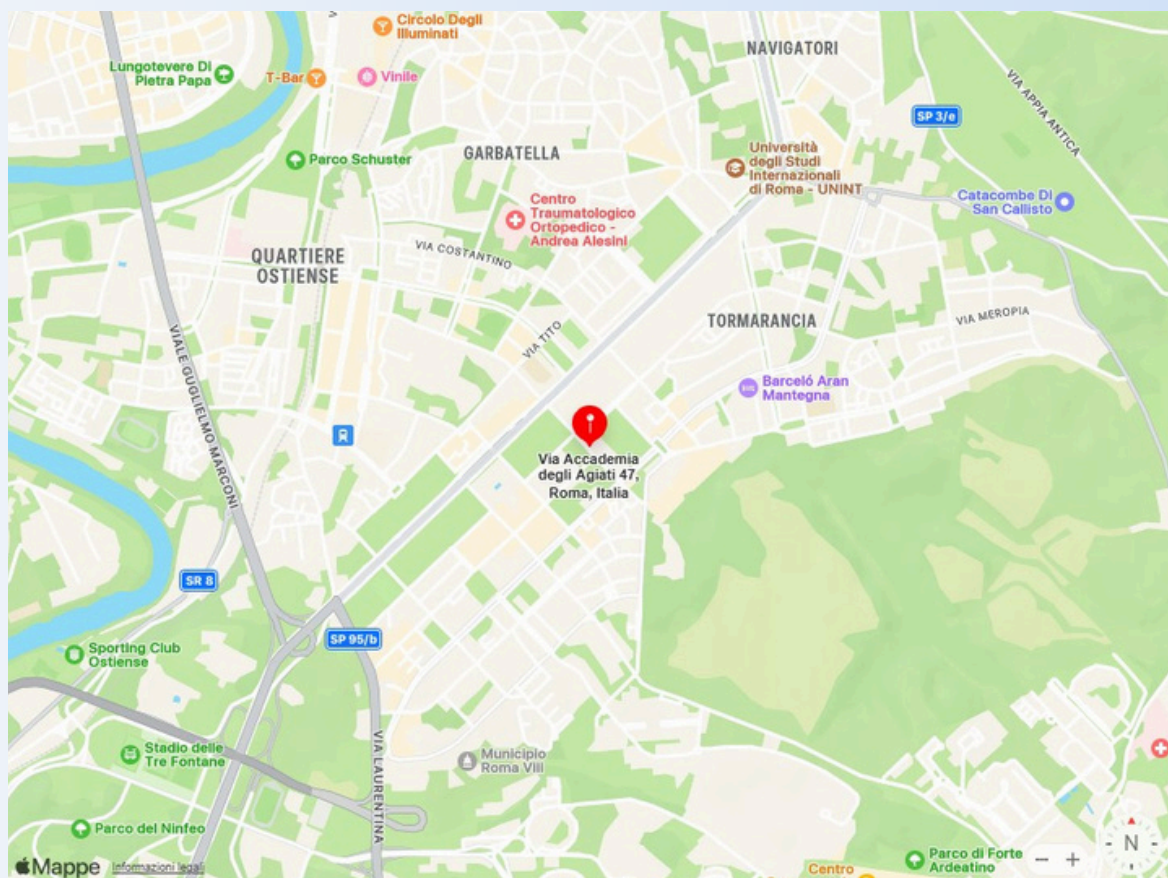 Circolo Degli
Illuminati
NAVIGATORI
Lungotevere Di
Pietra Papa
T-Bar
Vinile
VIA APPIA ANTICA
SP 3/e
Parco Schuster
GARBATELLA
Università
degli Studi
Internazionali
di Roma - UNINT
Catacombe Di
San Callisto
Centro
Traumatologico
Ortopedico -
Andrea Alesini
VIA COSTANTINO
QUARTIERE
OSTIENSE
VIA TITO
TORMARANCIA
VIA MEROPIA
VIALE GUGLIELMO MARCONI
Barceló Aran
Mantegna
Via Accademia
degli Agiati 47,
Roma, Italia
SR 8
SP 95/b
Sporting Club
Ostiense
Stadio delle
Tre Fontane
VIA LAURENTINA
Municipio
Roma VIII
Parco del Ninfeo
N
Parco di Forte
Ardeatino
Centro
Mappe
Informazioni legali